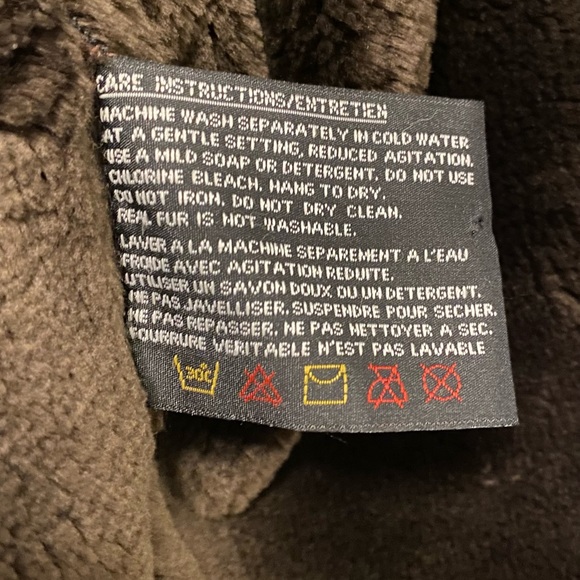 CARE INSTRUCTIONS/ENTRETIEN
MACHINE WASH SEPARATELY IN COLD WATER
AT A GENTLE SETTING, REDUCED AGITATION.
USE A MILD SOAP OR DETERGENT. DO NOT USE
CHLORINE BLEACH. HANG TO DRY.
DO NOT IRON. DO NOT DRY CLEAN.
REAL FUR IS NOT WASHABLE.
LAVER A LA MACHINE SEPAREMENT A L'EAU
FROIDE AVEC AGITATION REDUITE.
UTILISER UN SAVON DOUX OU UN DETERGENT.
NE PAS JAVELLISER. SUSPENDRE POUR SECHER.
NE PAS REPASSER. NE PAS NETTOYER A SEC.
FOURRURE VERITABLE N'EST PAS LAVABLE
30C